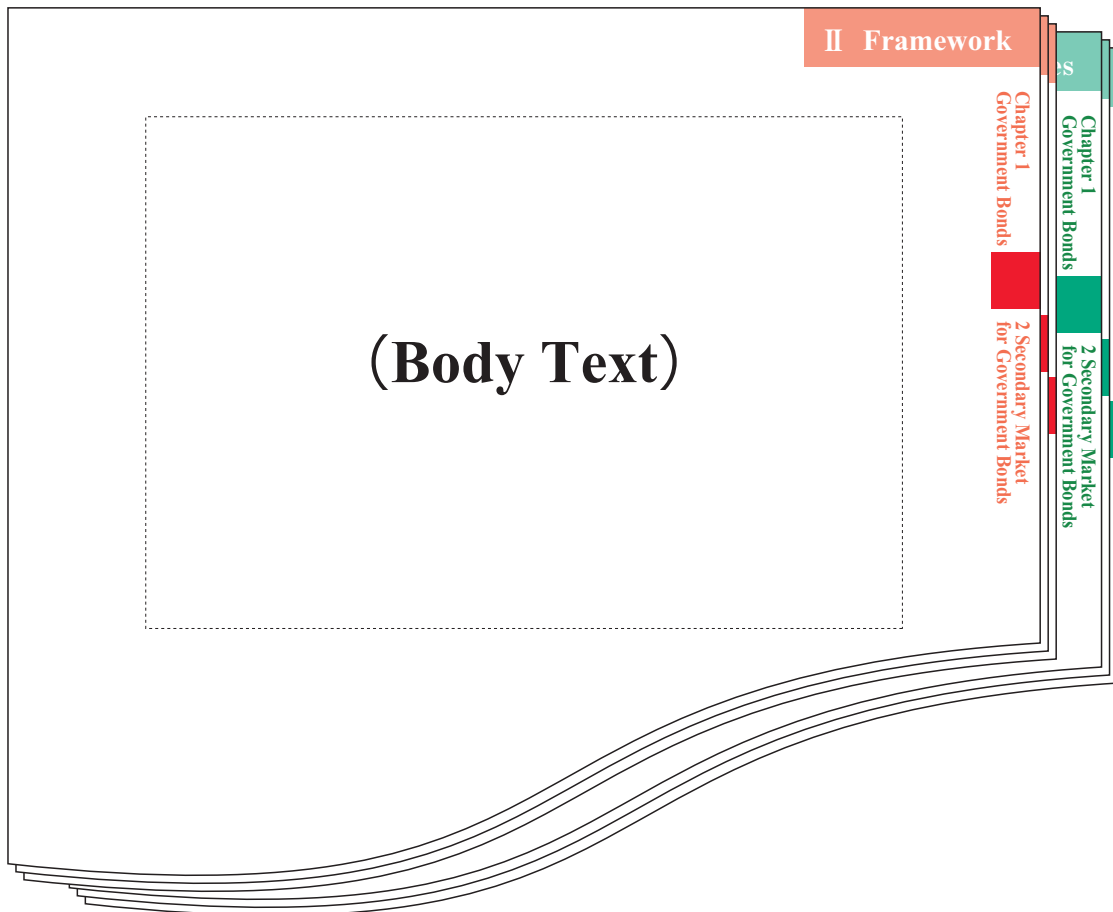 Ⅱ Framework
es
Chapter 1
Government Bonds
2 Secondary Market
for Government Bonds
Chapter 1
Government Bonds
2 Secondary Market
for Government Bonds
(Body Text)